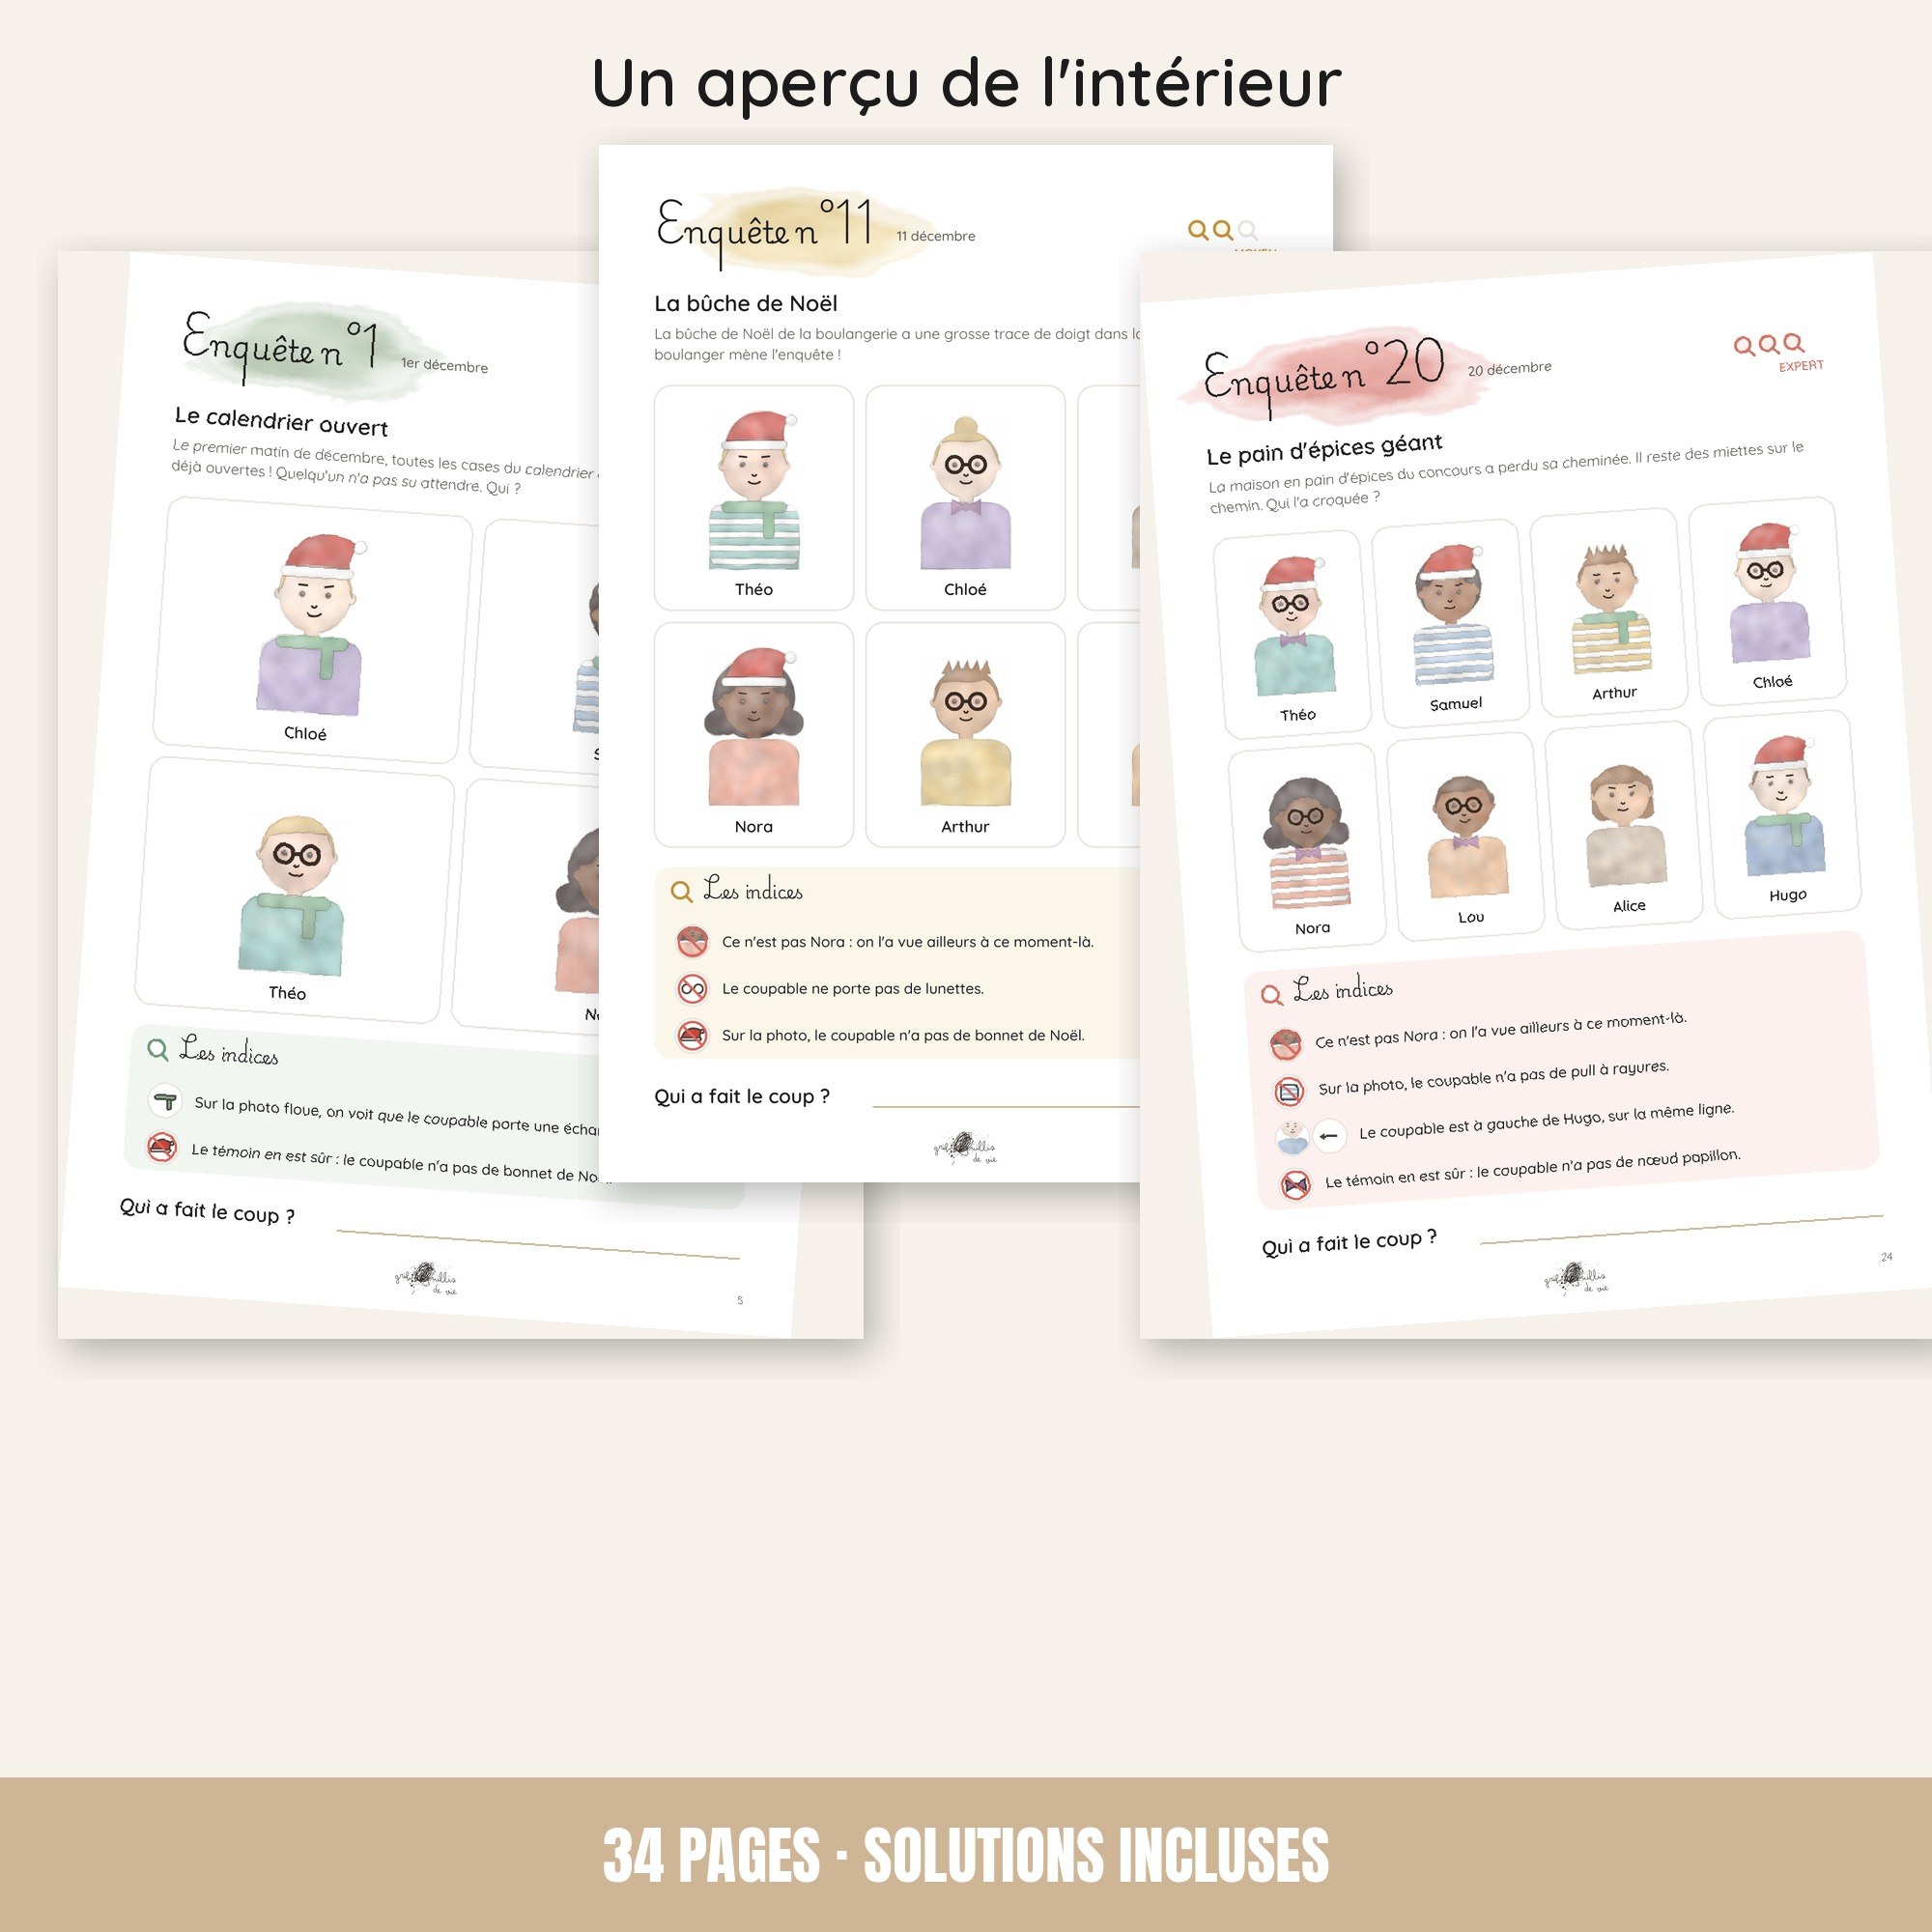 Un aperçu de l'intérieur
Enquête n°1
1er décembre
Le calendrier ouvert
Le premier matin de décembre, toutes les cases du calendrier
déjà ouvertes ! Quelqu'un n'a pas su attendre. Qui ?
Chloé
Théo
Les indices
Sur la photo floue, on voit que le coupable porte une
Le témoin en est sûr : le coupable n'a pas de bonnet de
Qui a fait le coup ?
5
Enquête n°11
11 décembre
La bûche de Noël
La bûche de Noël de la boulangerie a une grosse trace de doigt dans
boulanger mène l'enquête !
Théo
Chloé
Nora
Arthur
Les indices
Ce n'est pas Nora : on l'a vue ailleurs à ce moment-là.
Le coupable ne porte pas de lunettes.
Sur la photo, le coupable n'a pas de bonnet de Noël.
Qui a fait le coup ?
de vie
Enquête n°20
20 décembre
EXPERT
Le pain d'épices géant
La maison en pain d'épices du concours a perdu sa cheminée. Il reste des miettes sur le
chemin. Qui l'a croquée ?
Théo
Samuel
Arthur
Chloé
Nora
Lou
Alice
Hugo
Les indices
Ce n'est pas Nora : on l'a vue ailleurs à ce moment-là.
Sur la photo, le coupable n'a pas de pull à rayures.
Le coupable est à gauche de Hugo, sur la même ligne.
Le témoin en est sûr : le coupable n'a pas de nœud papillon.
Qui a fait le coup ?
de vie
24
34 PAGES · SOLUTIONS INCLUSES